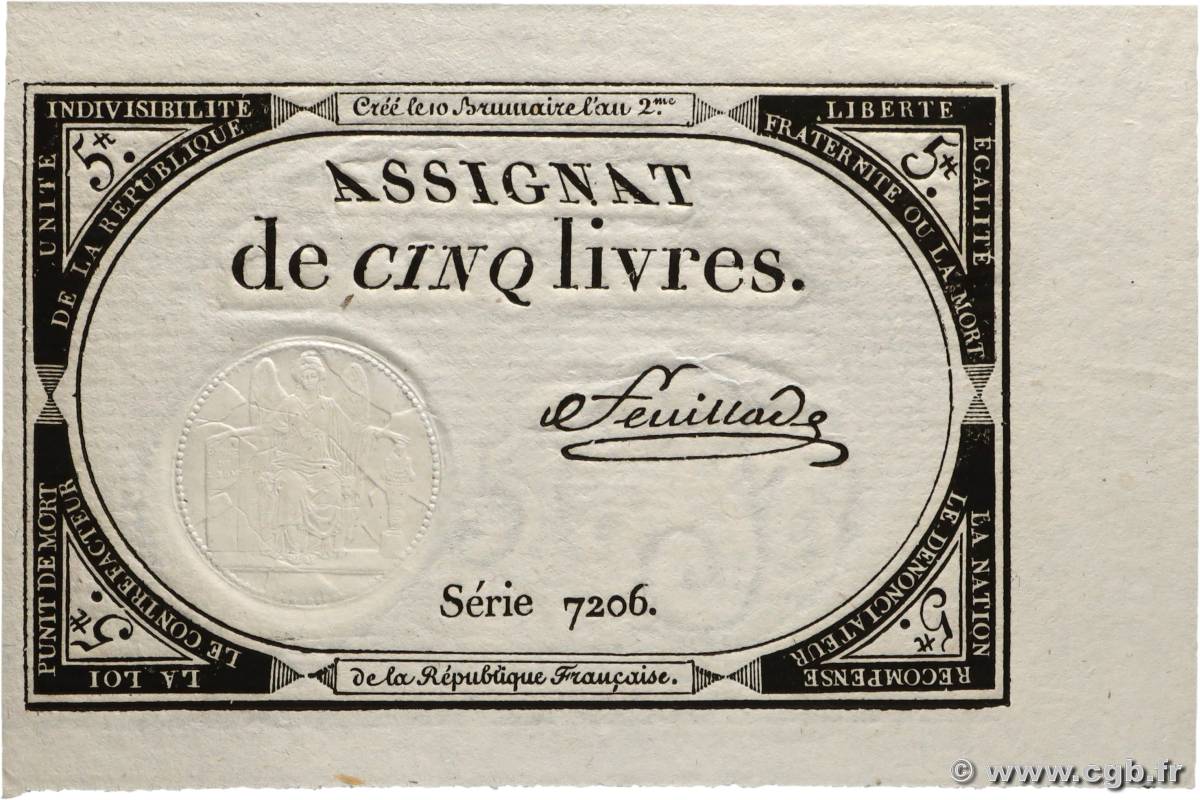 Créé le 10 Brumaire l'an 2.me
UNITE INDIVISIBILITE
DE LA REPUBLIQUE
LIBERTE EGALITE
FRATERNITE OU LA MORT
5₶.
5₶.
ASSIGNAT
de CINQ livres.
Feuillade
Série 7206.
LA LOI PUNIT DE MORT
LE CONTREFACTEUR
5₶.
LA NATION RECOMPENSE
LE DENONCIATEUR
5₶.
de la République Française.
© www.cgb.fr